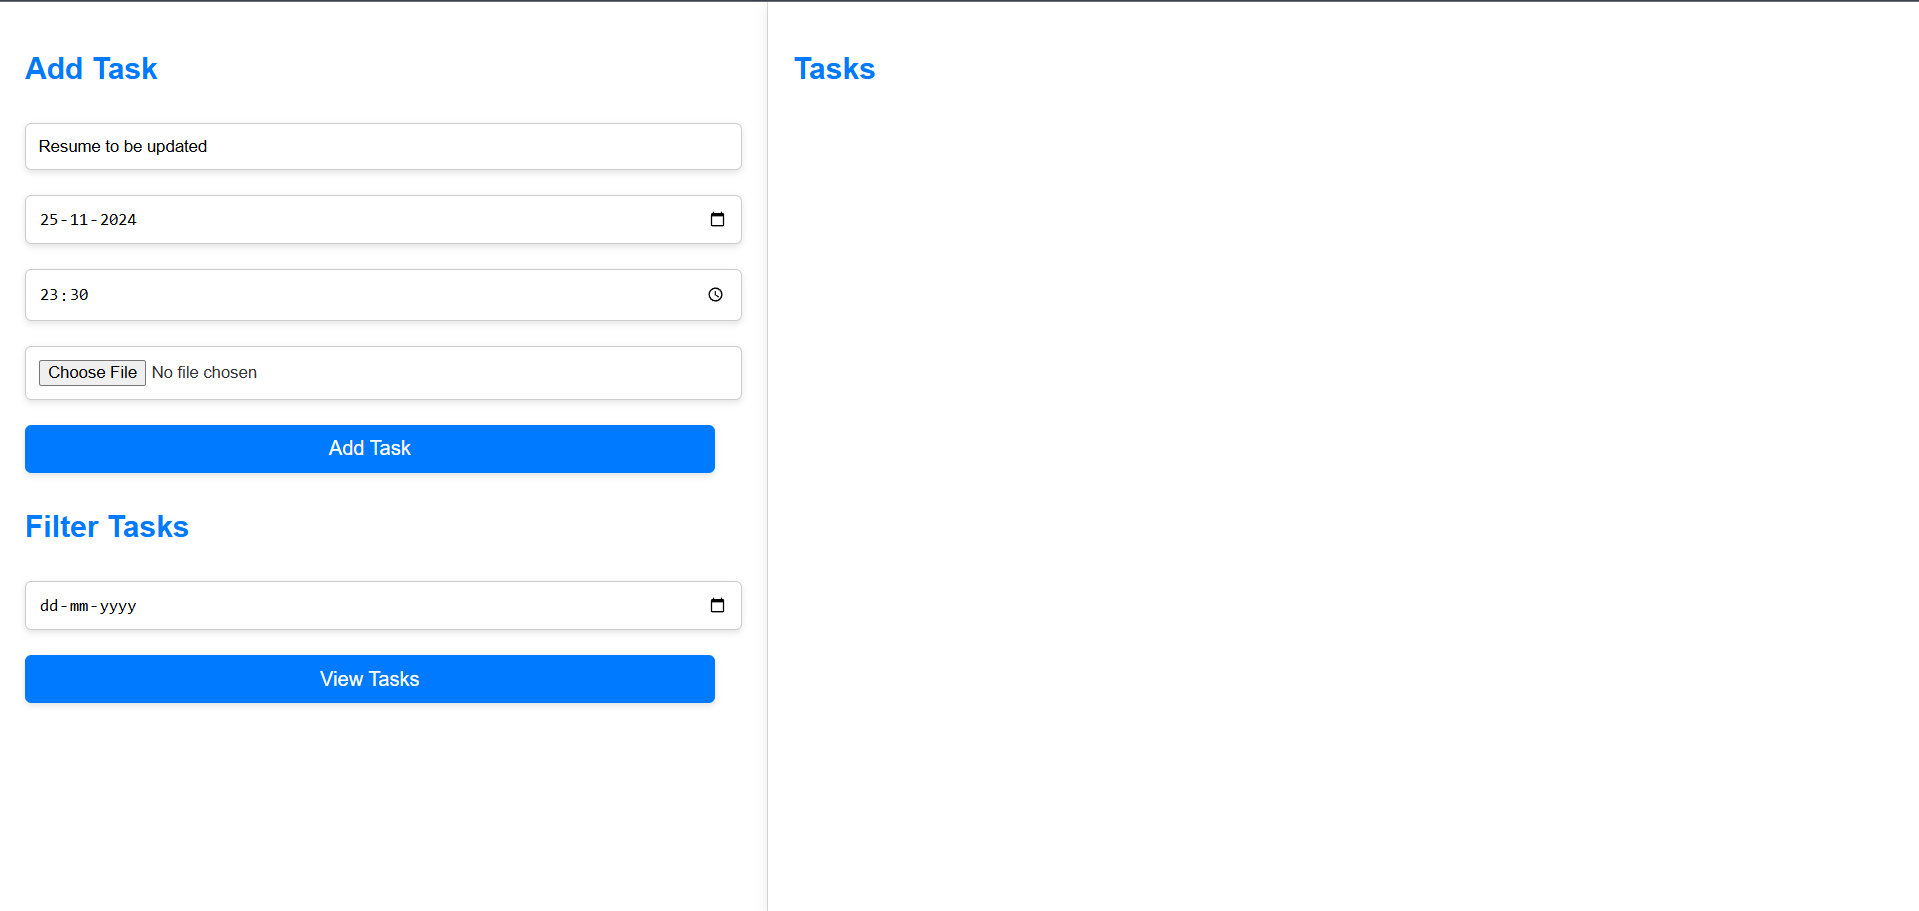 Add Task
Resume to be updated
25-11-2024
23:30
Choose File No file chosen
Add Task
Filter Tasks
dd-mm-yyyy
View Tasks
Tasks